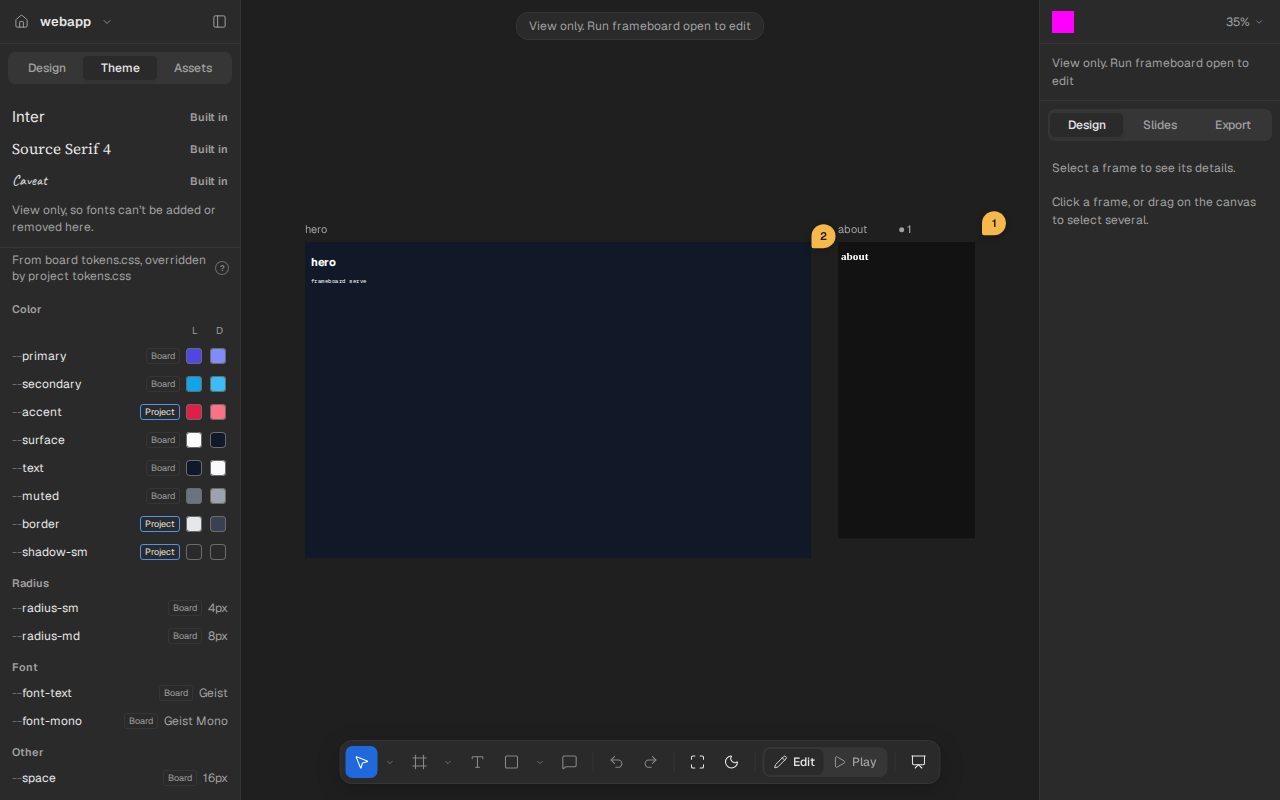 webapp
View only. Run frameboard open to edit
35%
Design
Theme
Assets
View only. Run frameboard open to
edit
Inter
Built in
Design
Slides
Export
Source Serif 4
Built in
Caveat
Built in
Select a frame to see its details.
View only, so fonts can't be added or
removed here.
Click a frame, or drag on the canvas
to select several.
hero
2
about
1
1
From board tokens.css, overridden
by project tokens.css
?
hero
frameboard serve
about
Color
L
D
--primary
Board
--secondary
Board
--accent
Project
--surface
Board
--text
Board
--muted
Board
--border
Project
--shadow-sm
Project
Radius
--radius-sm
Board
4px
--radius-md
Board
8px
Font
--font-text
Board
Geist
--font-mono
Board
Geist Mono
Other
--space
Board
16px
Edit
Play